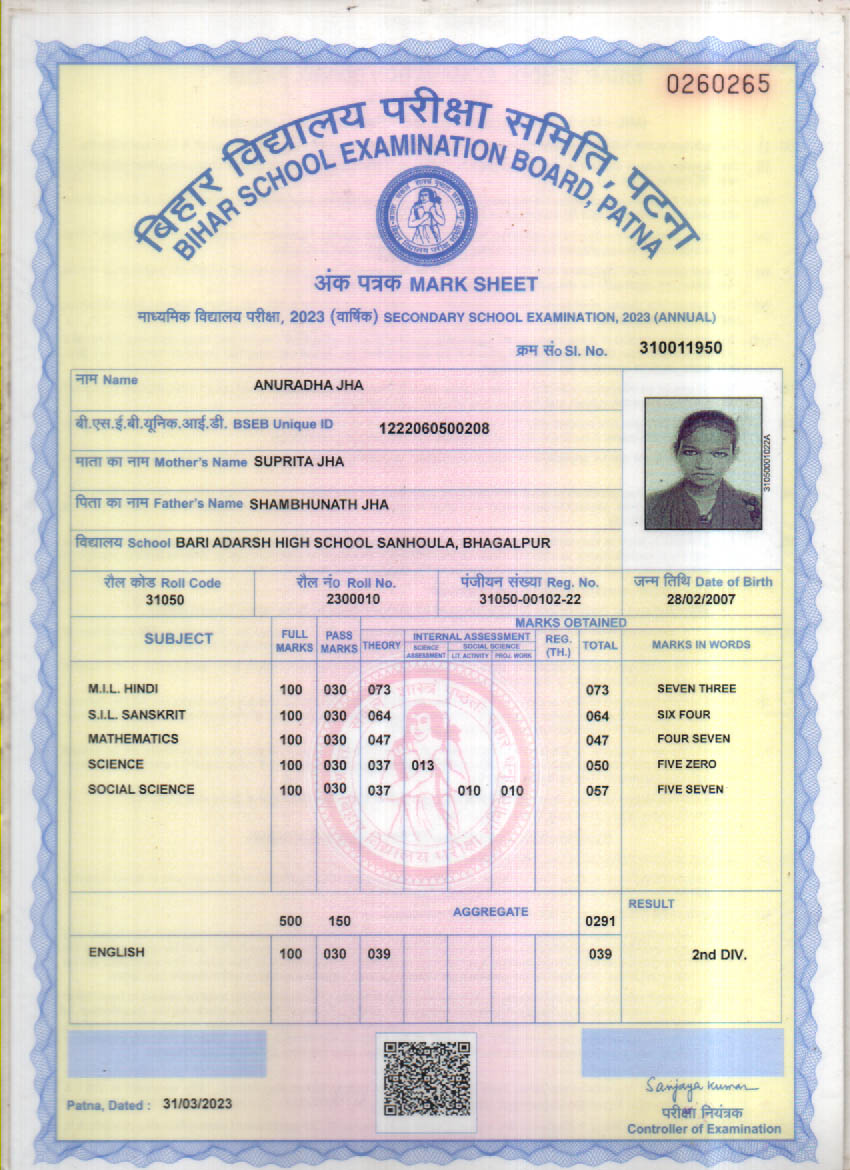 0260265
बिहार विद्यालय परीक्षा समिति, पटना
BIHAR SCHOOL EXAMINATION BOARD, PATNA
अंक पत्रक MARK SHEET
माध्यमिक विद्यालय परीक्षा, 2023 (वार्षिक) SECONDARY SCHOOL EXAMINATION, 2023 (ANNUAL)
क्रम सं० Sl. No. 310011950
नाम Name ANURADHA JHA
बी.एस.ई.बी.यूनिक.आई.डी. BSEB Unique ID 1222060500208
माता का नाम Mother's Name SUPRITA JHA
पिता का नाम Father's Name SHAMBHUNATH JHA
विद्यालय School BARI ADARSH HIGH SCHOOL SANHOULA, BHAGALPUR
31050001022A
रौल कोड Roll Code रौल नं० Roll No. पंजीयन संख्या Reg. No. जन्म तिथि Date of Birth
31050 2300010 31050-00102-22 28/02/2007
MARKS OBTAINED
SUBJECT FULL MARKS PASS MARKS THEORY INTERNAL ASSESSMENT REG. (TH.) TOTAL MARKS IN WORDS
SCIENCE ASSESSMENT SOCIAL SCIENCE
LIT. ACTIVITY PROJ. WORK
M.I.L. HINDI 100 030 073 073 SEVEN THREE
S.I.L. SANSKRIT 100 030 064 064 SIX FOUR
MATHEMATICS 100 030 047 047 FOUR SEVEN
SCIENCE 100 030 037 013 050 FIVE ZERO
SOCIAL SCIENCE 100 030 037 010 010 057 FIVE SEVEN
500 150 AGGREGATE 0291 RESULT
ENGLISH 100 030 039 039 2nd DIV.
Patna, Dated : 31/03/2023
Sanjaya Kumar
परीक्षा नियंत्रक
Controller of Examination